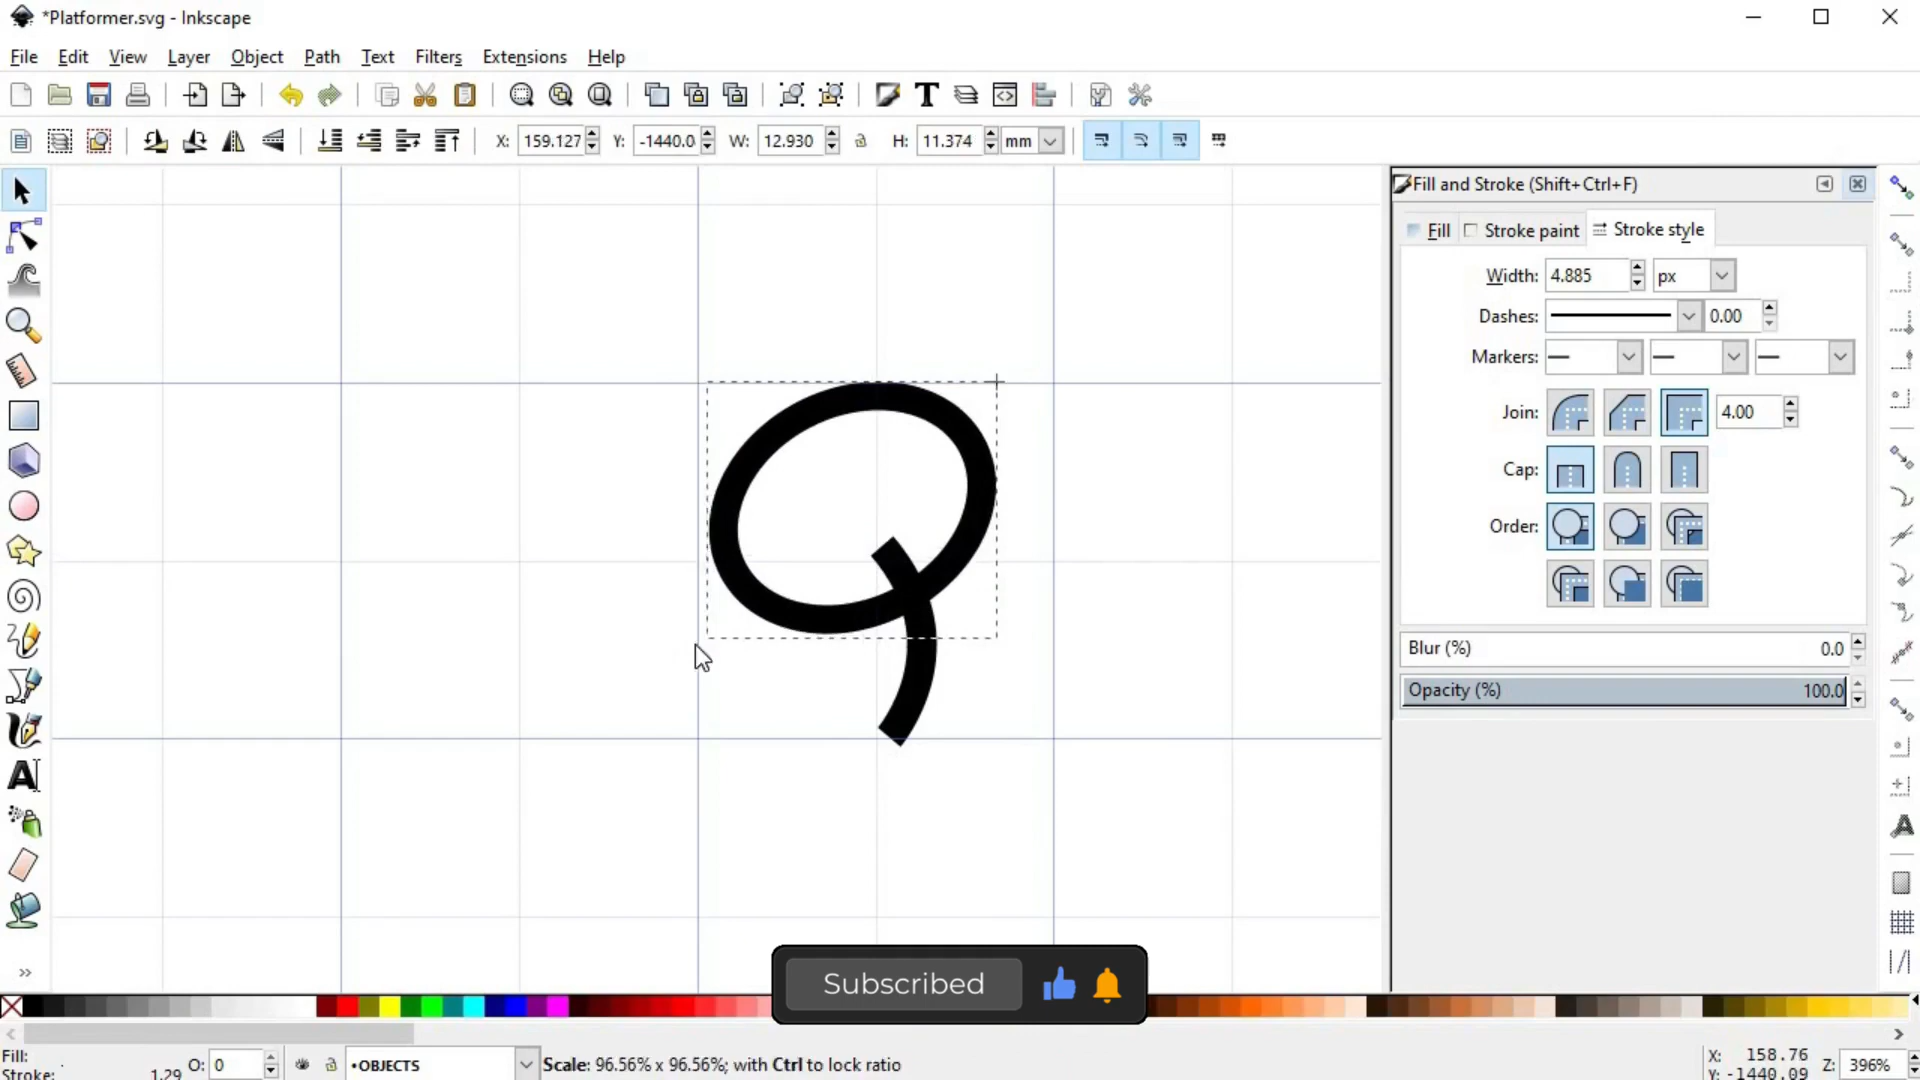 *Platformer.svg - Inkscape
File Edit View Layer Object Path Text Filters Extensions Help
X: 159.127 Y: -1440.0 W: 12.930 H: 11.374 mm
Fill and Stroke (Shift+Ctrl+F)
Fill Stroke paint Stroke style
Width: 4.885 px
Dashes: 0.00
Markers:
Join: 4.00
Cap:
Order:
Blur (%) 0.0
Opacity (%) 100.0
Subscribed
Fill:
Stroke: 1.29 O: 0 •OBJECTS Scale: 96.56% x 96.56%; with Ctrl to lock ratio
X: 158.76
Y: -1440.09 Z: 396%